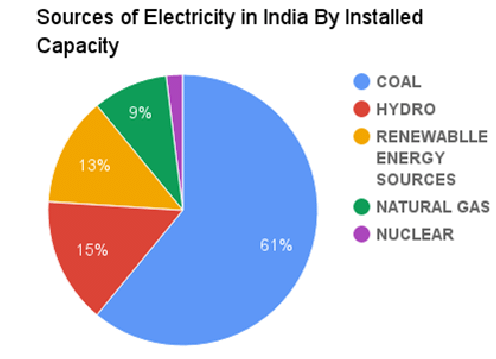 Sources of Electricity in India By Installed
Capacity
COAL
HYDRO
RENEWABLLE
ENERGY
SOURCES
NATURAL GAS
NUCLEAR
9%
13%
15%
61%